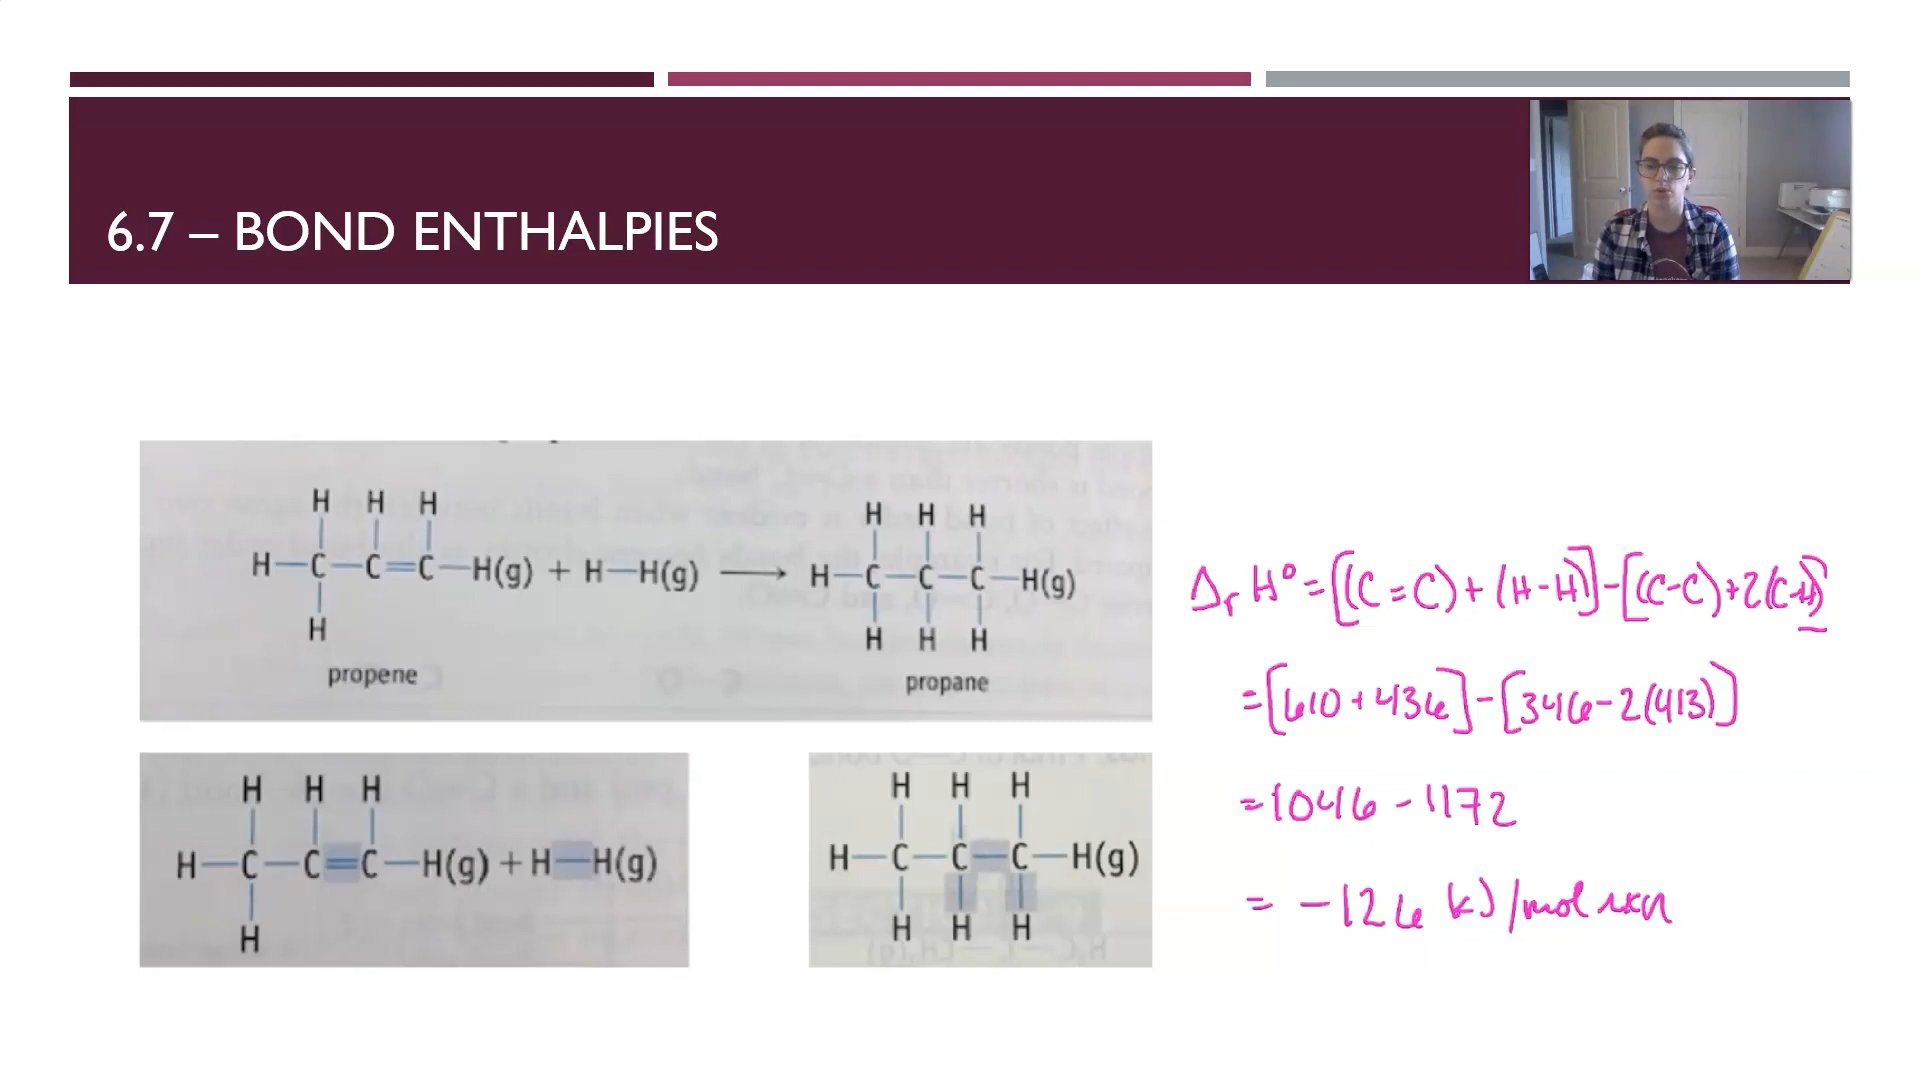 6.7 – BOND ENTHALPIES
H H H
H—C—C=C—H(g) + H—H(g) ⟶
H
propene
H H H
H—C—C—C—H(g)
H H H
propane
H H H
H—C—C=C—H(g) + H—H(g)
H
H H H
H—C—C—C—H(g)
H H H
ΔrH° = [(C=C) + (H-H)] - [(C-C) + 2(C-H)]
= [610 + 436] - [346 - 2(413)]
= 1046 - 1172
= -126 kJ/mol rxn